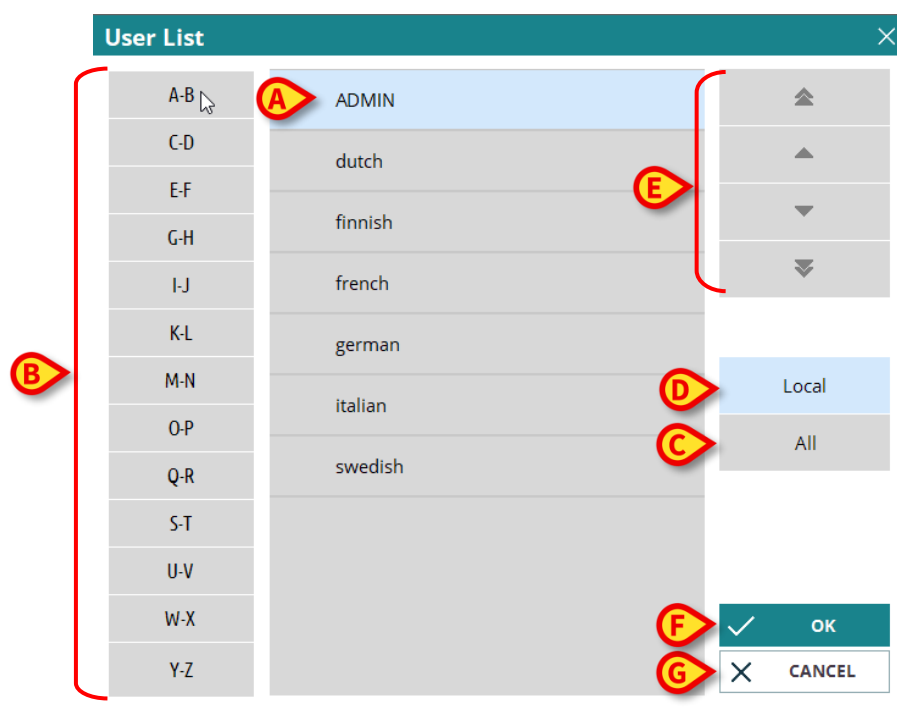 User List
A-B
C-D
E-F
G-H
I-J
K-L
M-N
O-P
Q-R
S-T
U-V
W-X
Y-Z
B
A
ADMIN
dutch
finnish
french
german
italian
swedish
E
D
Local
C
All
F
OK
G
CANCEL